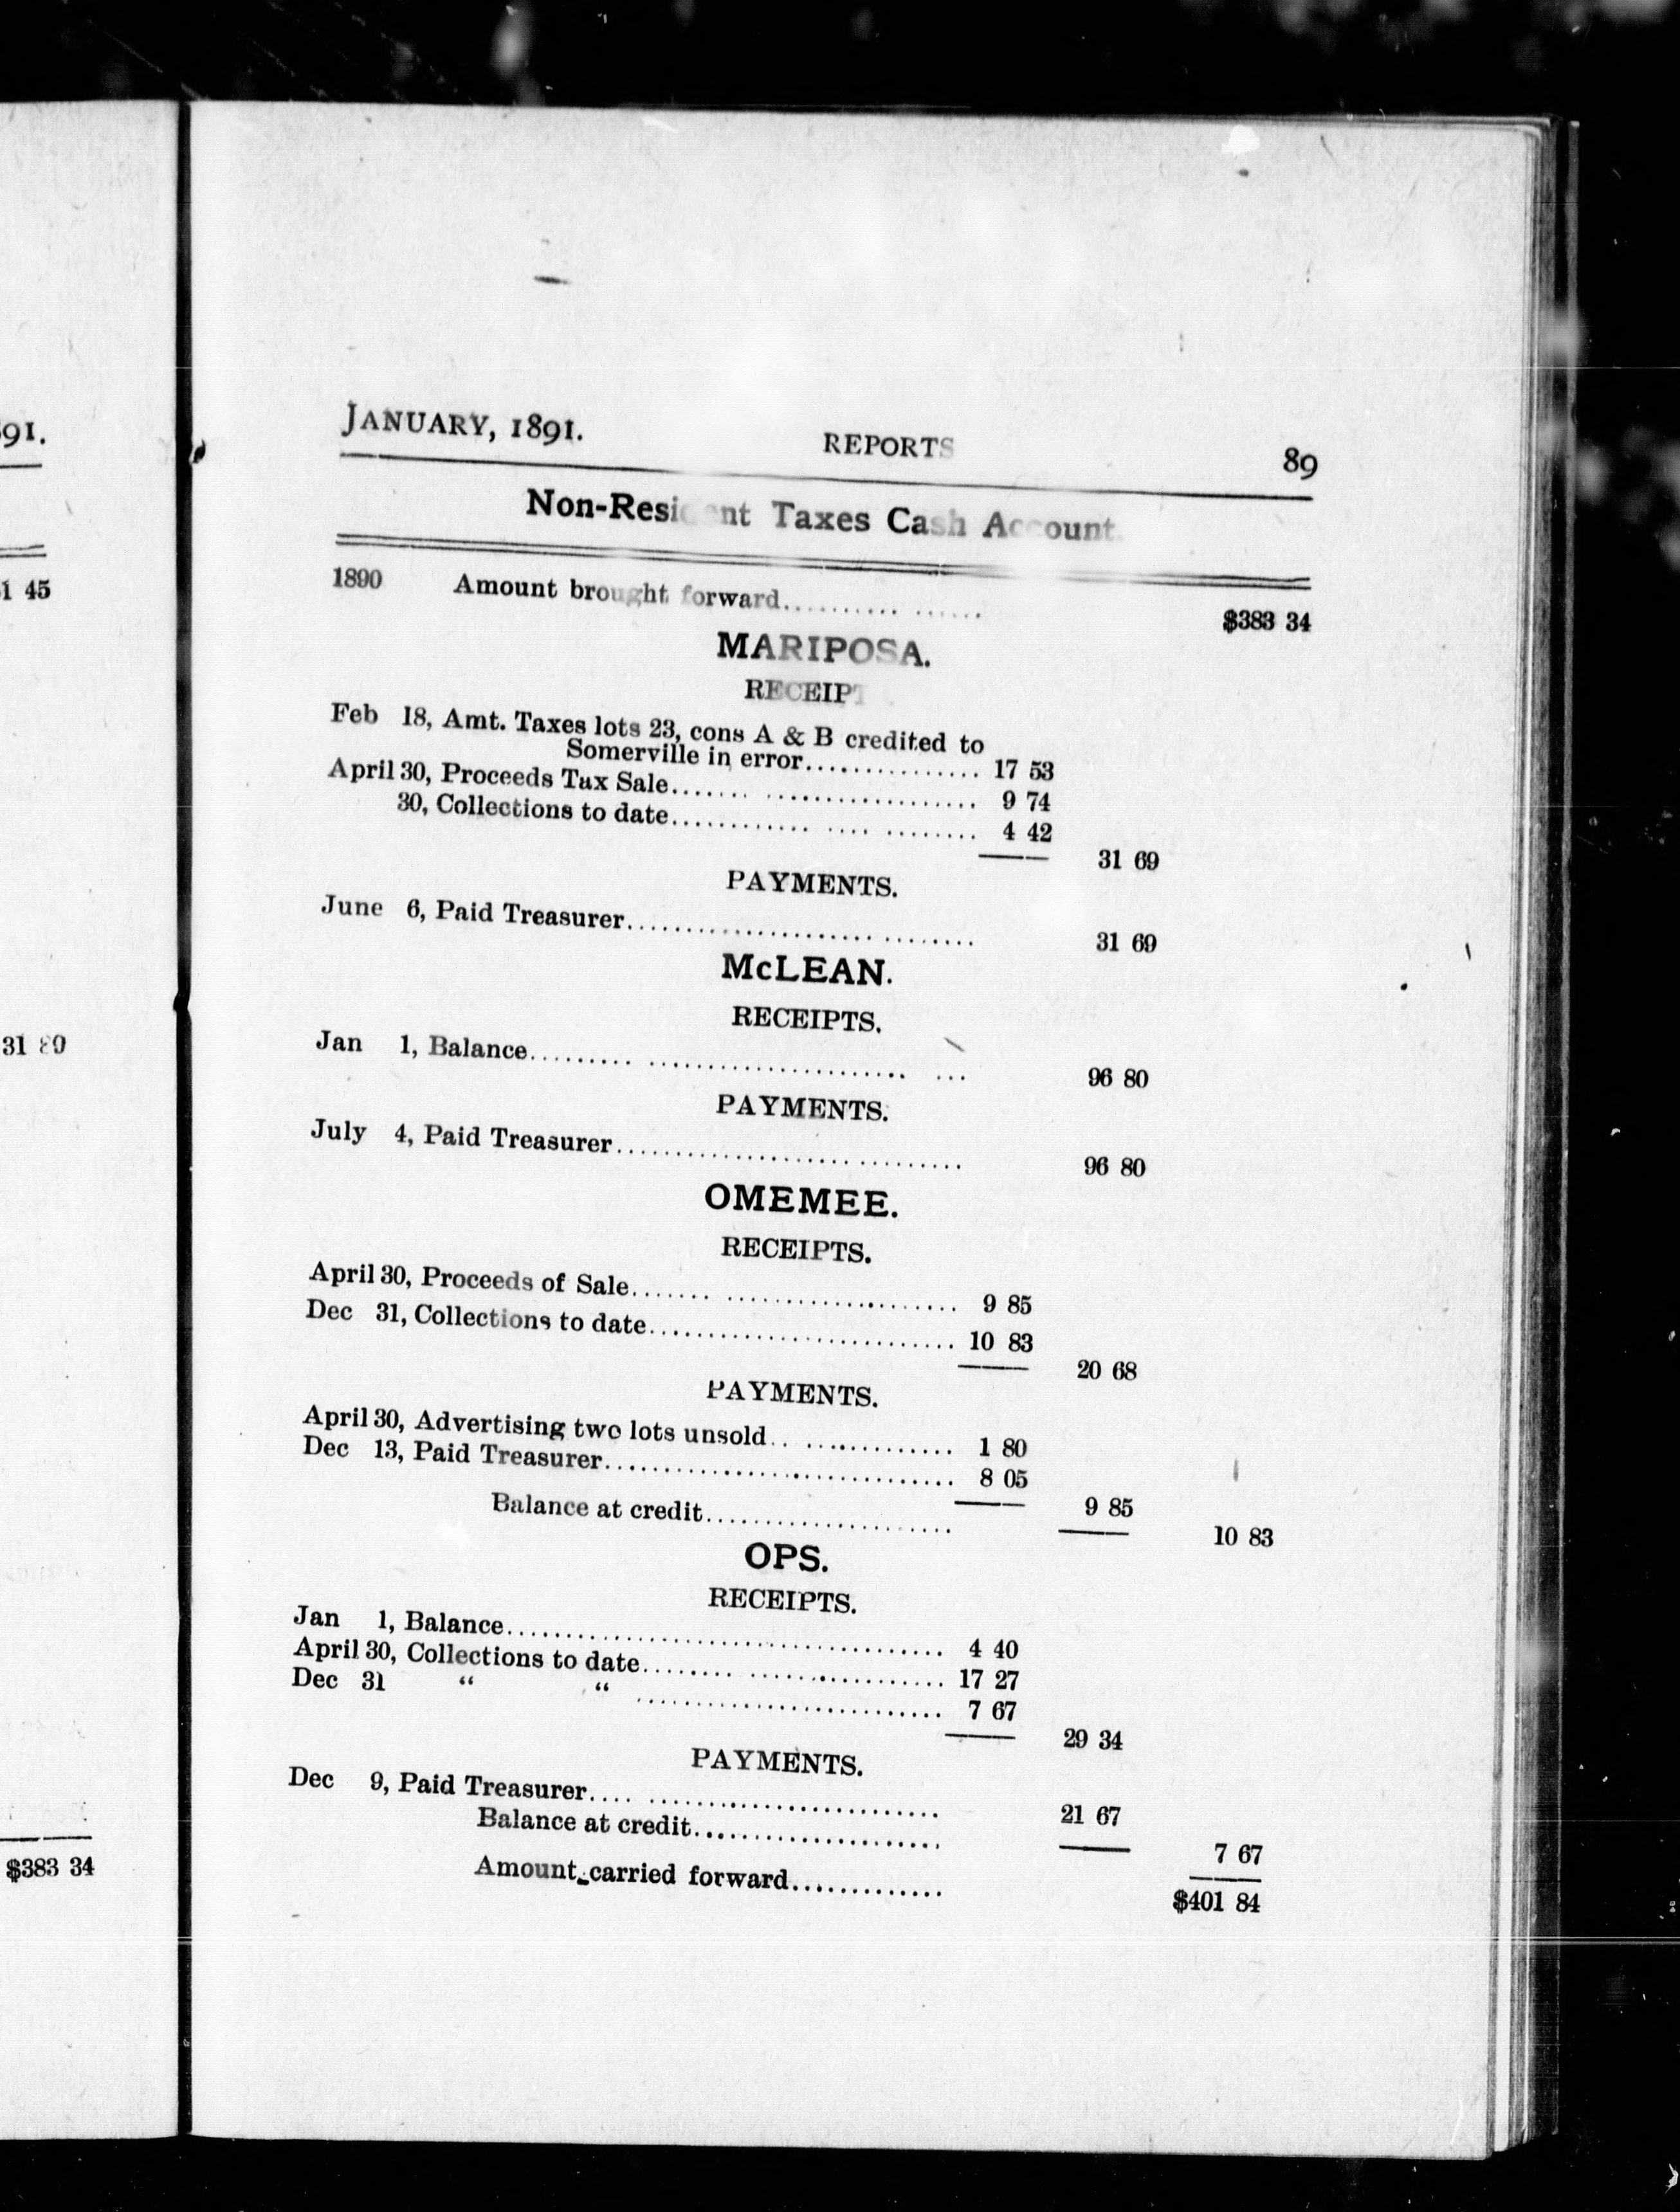 91.
1 45
31 80
$383 34
JANUARY, 1891. REPORTS 89
Non-Resident Taxes Cash Account.
1890 Amount brought forward.......... ...... $383 34
MARIPOSA.
RECEIPT
Feb 18, Amt. Taxes lots 23, cons A & B credited to
Somerville in error............... 17 53
April 30, Proceeds Tax Sale....... ...................... 9 74
30, Collections to date............ .... ........ 4 42
31 69
PAYMENTS.
June 6, Paid Treasurer..................... ........ 31 69
McLEAN.
RECEIPTS.
Jan 1, Balance......... ...................... ... 96 80
PAYMENTS.
July 4, Paid Treasurer.............................. 96 80
OMEMEE.
RECEIPTS.
April 30, Proceeds of Sale....... .................... 9 85
Dec 31, Collections to date.......................... 10 83
20 68
PAYMENTS.
April 30, Advertising two lots unsold.. ............. 1 80
Dec 13, Paid Treasurer.............................. 8 05
9 85
Balance at credit..................... 10 83
OPS.
RECEIPTS.
Jan 1, Balance..................................... 4 40
April 30, Collections to date........ ................. 17 27
Dec 31 “ “ .......................... 7 67
29 34
PAYMENTS.
Dec 9, Paid Treasurer.... ......................... 21 67
Balance at credit..................... 7 67
Amount carried forward............. $401 84